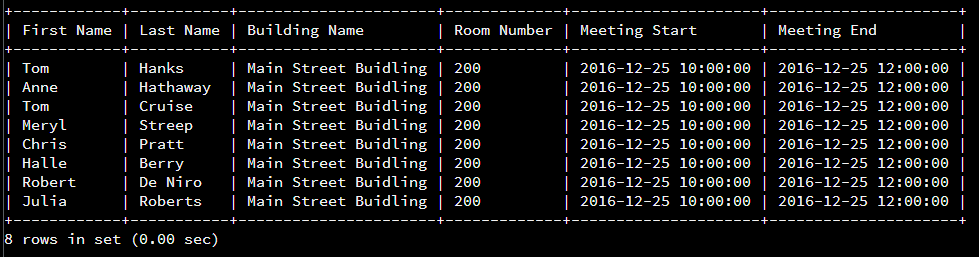 +------------+-----------+----------------------+-------------+---------------------+---------------------+
| First Name | Last Name | Building Name        | Room Number | Meeting Start       | Meeting End         |
+------------+-----------+----------------------+-------------+---------------------+---------------------+
| Tom        | Hanks     | Main Street Buidling | 200         | 2016-12-25 10:00:00 | 2016-12-25 12:00:00 |
| Anne       | Hathaway  | Main Street Buidling | 200         | 2016-12-25 10:00:00 | 2016-12-25 12:00:00 |
| Tom        | Cruise    | Main Street Buidling | 200         | 2016-12-25 10:00:00 | 2016-12-25 12:00:00 |
| Meryl      | Streep    | Main Street Buidling | 200         | 2016-12-25 10:00:00 | 2016-12-25 12:00:00 |
| Chris      | Pratt     | Main Street Buidling | 200         | 2016-12-25 10:00:00 | 2016-12-25 12:00:00 |
| Halle      | Berry     | Main Street Buidling | 200         | 2016-12-25 10:00:00 | 2016-12-25 12:00:00 |
| Robert     | De Niro   | Main Street Buidling | 200         | 2016-12-25 10:00:00 | 2016-12-25 12:00:00 |
| Julia      | Roberts   | Main Street Buidling | 200         | 2016-12-25 10:00:00 | 2016-12-25 12:00:00 |
+------------+-----------+----------------------+-------------+---------------------+---------------------+
8 rows in set (0.00 sec)